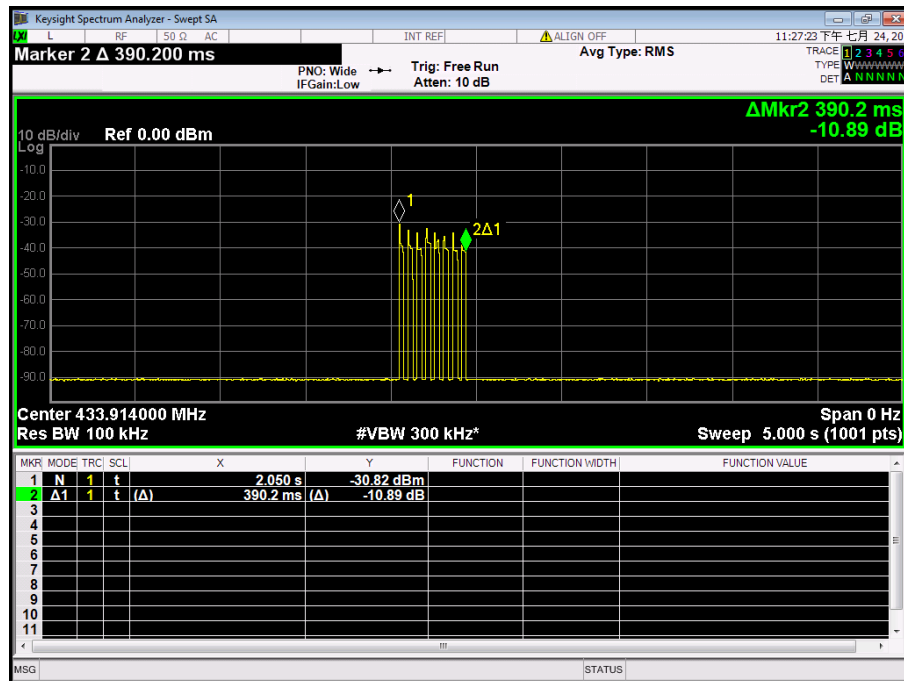 Keysight Spectrum Analyzer - Swept SA
LXI L RF 50 Ω AC INT REF ALIGN OFF 11:27:23 下午 七月 24, 20
Marker 2 Δ 390.200 ms
PNO: Wide
IFGain:Low
Trig: Free Run
Atten: 10 dB
Avg Type: RMS
TRACE 1 2 3 4 5 6
TYPE WWWWWW
DET A N N N N N
ΔMkr2 390.2 ms
-10.89 dB
10 dB/div Ref 0.00 dBm
Log
-10.0
-20.0
-30.0
-40.0
-50.0
-60.0
-70.0
-80.0
-90.0
1
2Δ1
Center 433.914000 MHz Span 0 Hz
Res BW 100 kHz #VBW 300 kHz* Sweep 5.000 s (1001 pts)
MKR MODE TRC SCL X Y FUNCTION FUNCTION WIDTH FUNCTION VALUE
1 N 1 t 2.050 s -30.82 dBm
2 Δ1 1 t (Δ) 390.2 ms (Δ) -10.89 dB
3
4
5
6
7
8
9
10
11
MSG STATUS